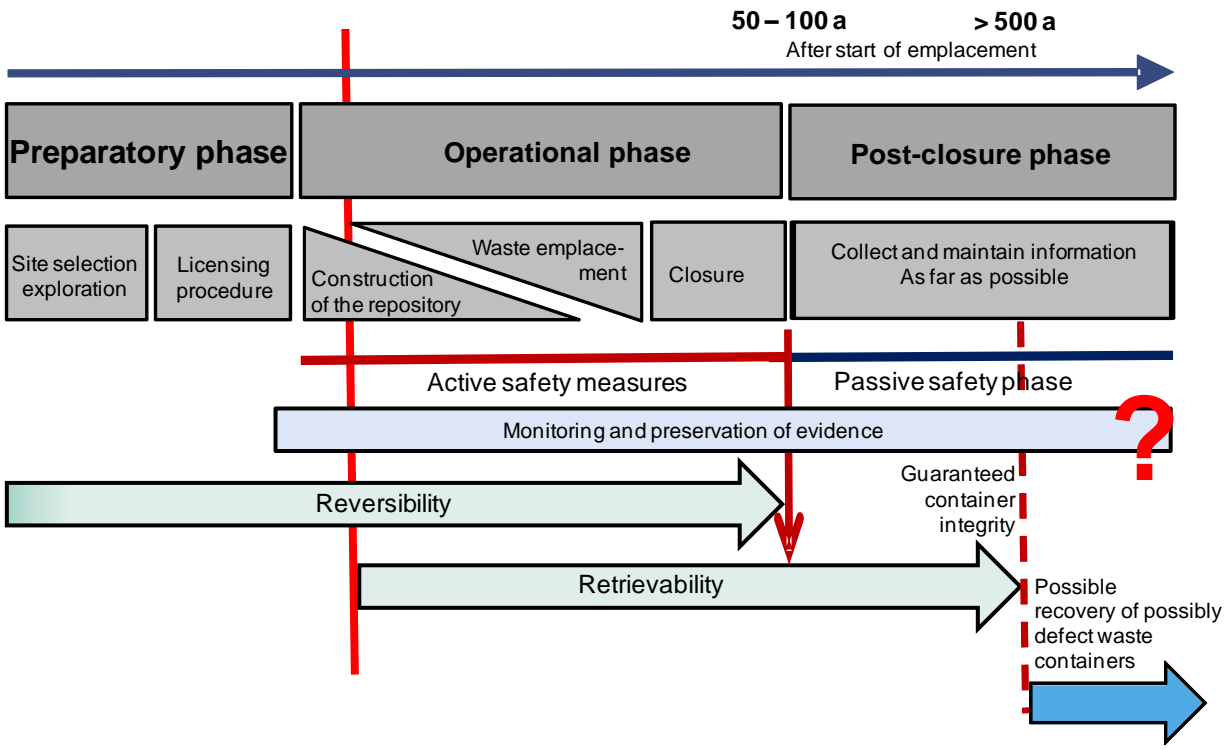 50 – 100 a
> 500 a
After start of emplacement
Preparatory phase
Operational phase
Post-closure phase
Site selection
exploration
Licensing
procedure
Construction
of the repository
Waste emplace-
ment
Closure
Collect and maintain information
As far as possible
Active safety measures
Passive safety phase
Monitoring and preservation of evidence
?
Reversibility
Guaranteed
container
integrity
Retrievability
Possible
recovery of possibly
defect waste
containers